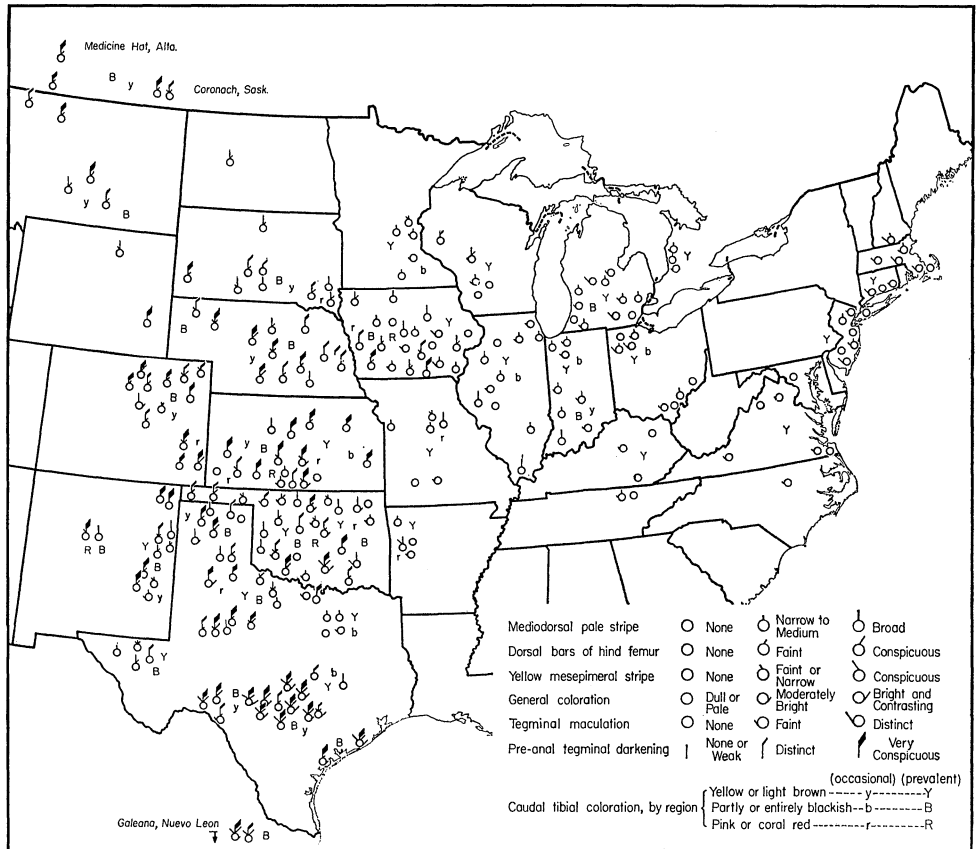 Medicine Hat, Alta.
B y
Coronach, Sask.
y B
Y b
Y
Y
B y r
B Y
B
y B
r B R Y
Y b
B Y y B
Y b
Y
Y
B y r
y B Y b r R
r Y
Y
Y
y B
Y B R Y r B
Y r
R B
Y B y
r Y B
Y b
Y B
B y
b Y
B y
B
Galeana, Nuevo Leon
B
Mediodorsal pale stripe None Narrow to Medium Broad
Dorsal bars of hind femur None Faint Conspicuous
Yellow mesepimeral stripe None Faint or Narrow Conspicuous
General coloration Dull or Pale Moderately Bright Bright and Contrasting
Tegminal maculation None Faint Distinct
Pre-anal tegminal darkening None or Weak Distinct Very Conspicuous
(occasional) (prevalent)
Caudal tibial coloration, by region
Yellow or light brown-----y--------Y
Partly or entirely blackish--b--------B
Pink or coral red----------r--------R